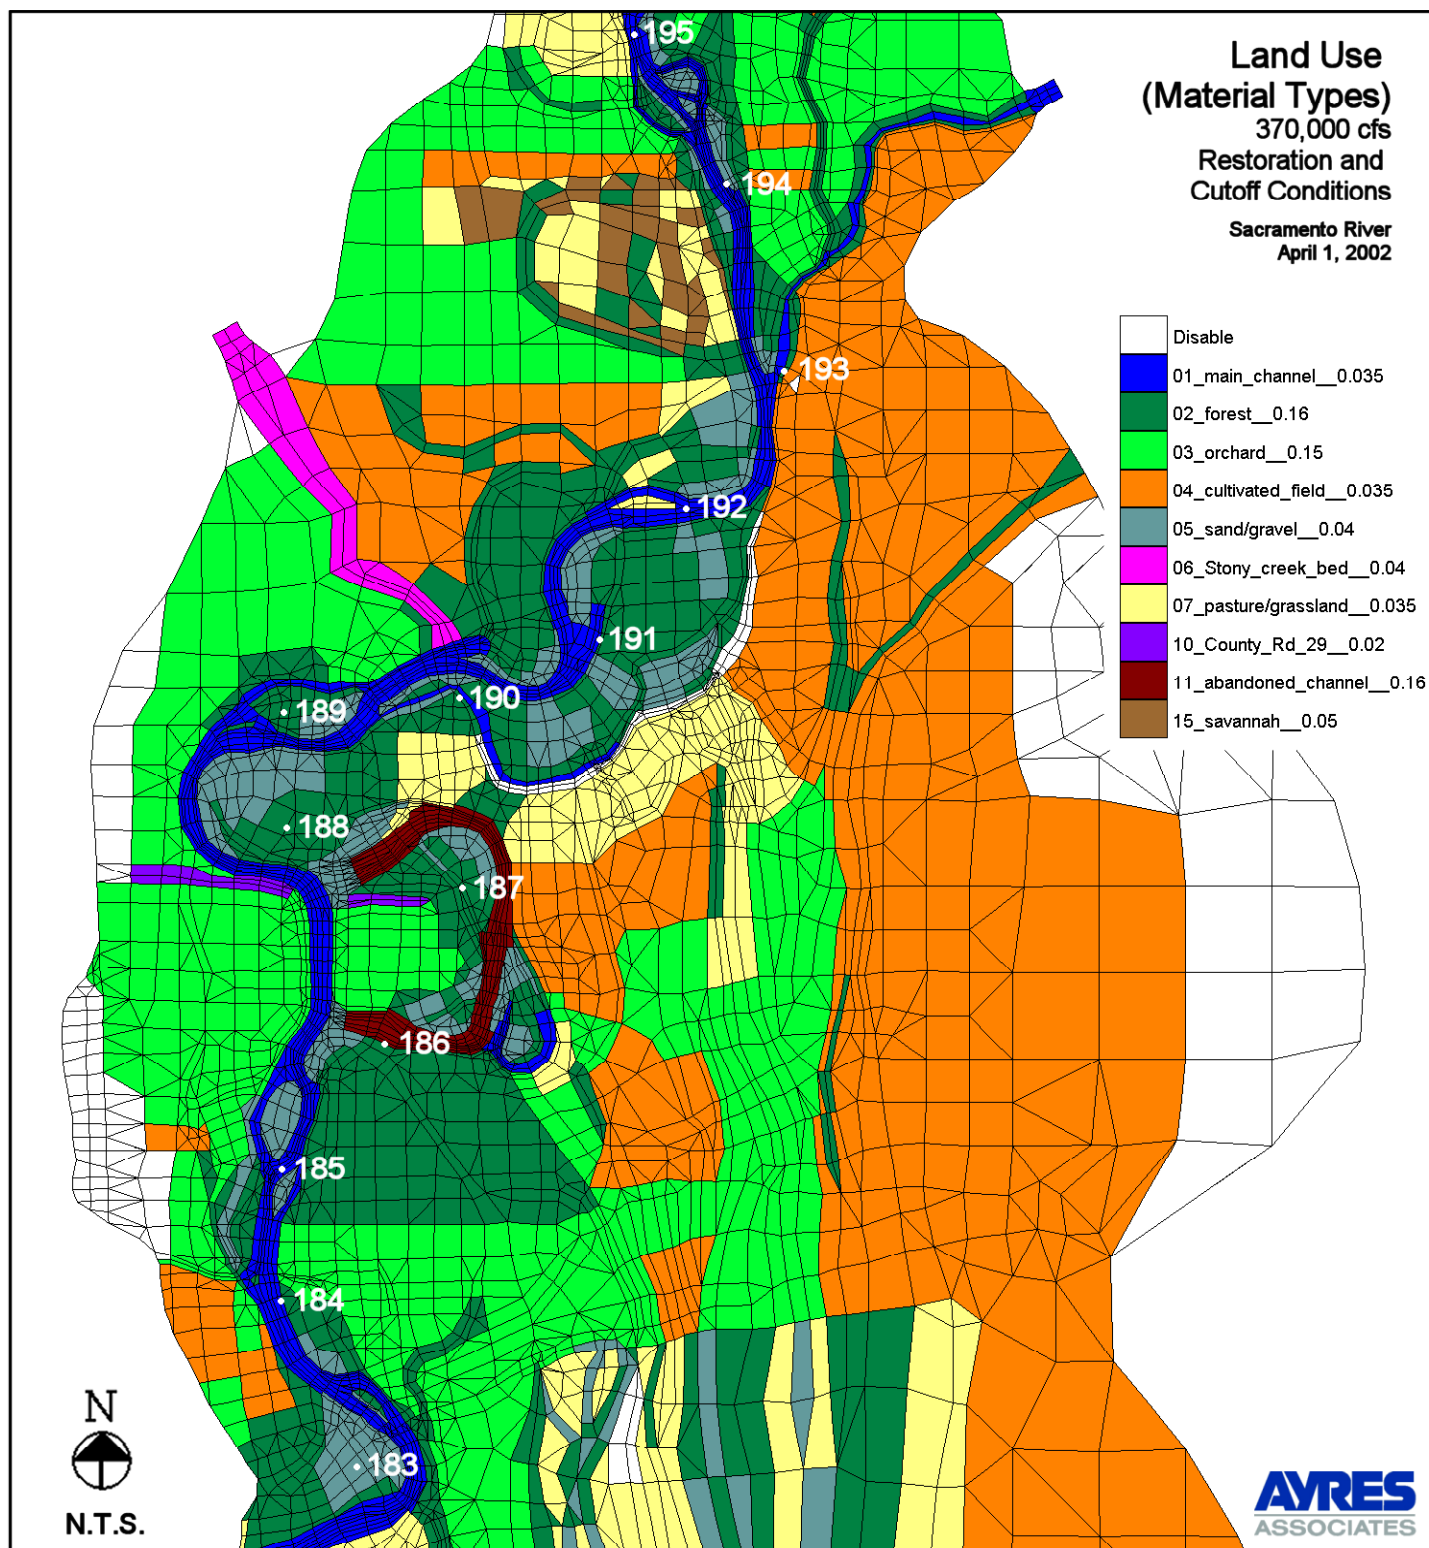 Land Use
(Material Types)
370,000 cfs
Restoration and
Cutoff Conditions
Sacramento River
April 1, 2002
Disable
01_main_channel__0.035
02_forest__0.16
03_orchard__0.15
04_cultivated_field__0.035
05_sand/gravel__0.04
06_Stony_creek_bed__0.04
07_pasture/grassland__0.035
10_County_Rd_29__0.02
11_abandoned_channel__0.16
15_savannah__0.05
195
194
193
192
191
190
189
188
187
186
185
184
183
N
N.T.S.
AYRES
ASSOCIATES